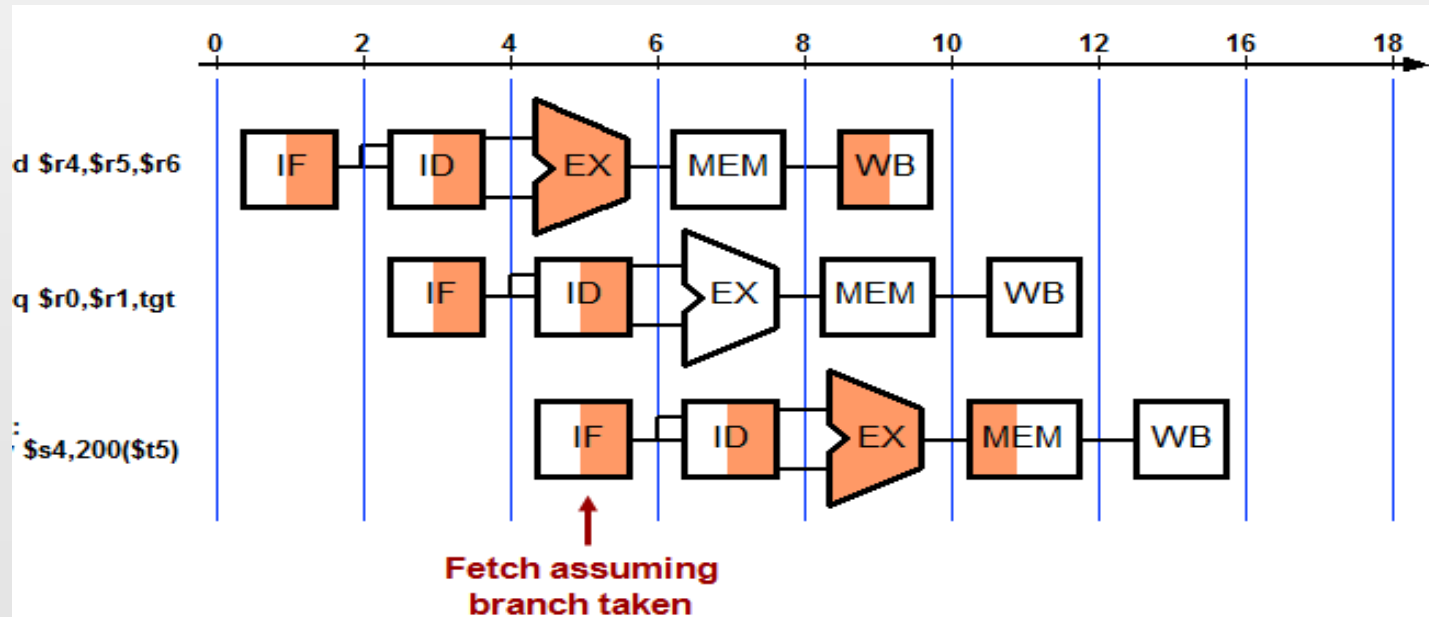 0 2 4 6 8 10 12 16 18
d $r4,$r5,$r6 IF ID EX MEM WB
q $r0,$r1,tgt IF ID EX MEM WB
:
$s4,200($t5) IF ID EX MEM WB
Fetch assuming
branch taken